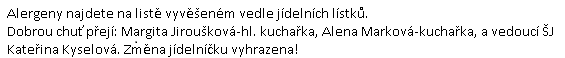 Alergeny najdete na listě vyvěšeném vedle jídelních lístků.
Dobrou chuť přejí: Margita Jiroušková-hl. kuchařka, Alena Marková-kuchařka, a vedoucí ŠJ
Kateřina Kyselová. Změna jídelníčku vyhrazena!